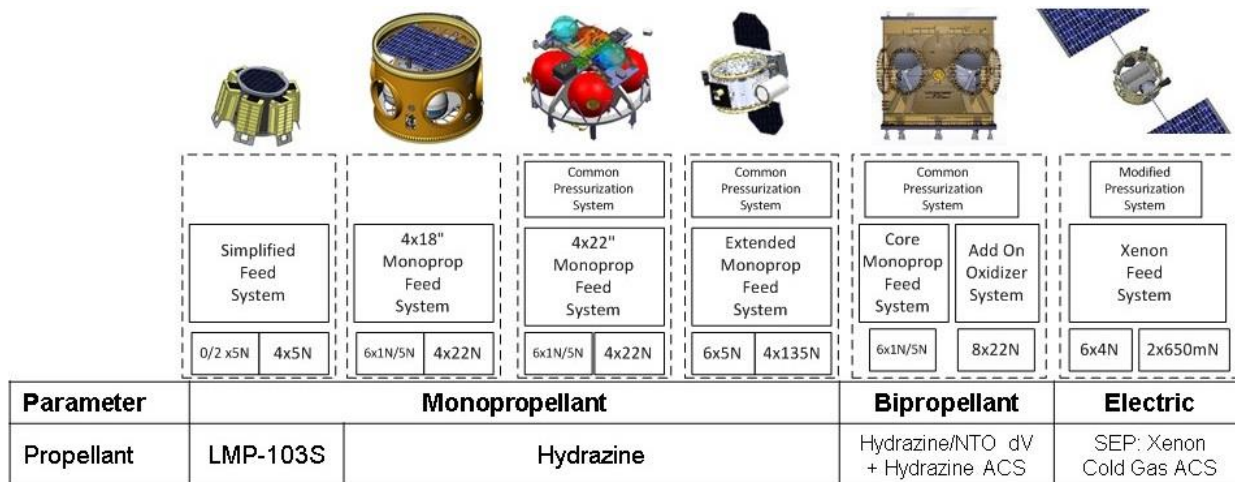 Common
Pressurization
System
Common
Pressurization
System
Common
Pressurization
System
Modified
Pressurization
System
Simplified
Feed
System
4x18"
Monoprop
Feed
System
4x22"
Monoprop
Feed
System
Extended
Monoprop
Feed
System
Core
Monoprop
Feed
System
Add On
Oxidizer
System
Xenon
Feed
System
0/2 x5N 4x5N
6x1N/5N 4x22N
6x1N/5N 4x22N
6x5N 4x135N
6x1N/5N 8x22N
6x4N 2x650mN
Parameter Monopropellant Bipropellant Electric
Propellant LMP-103S Hydrazine
Hydrazine/NTO dV
+ Hydrazine ACS
SEP: Xenon
Cold Gas ACS